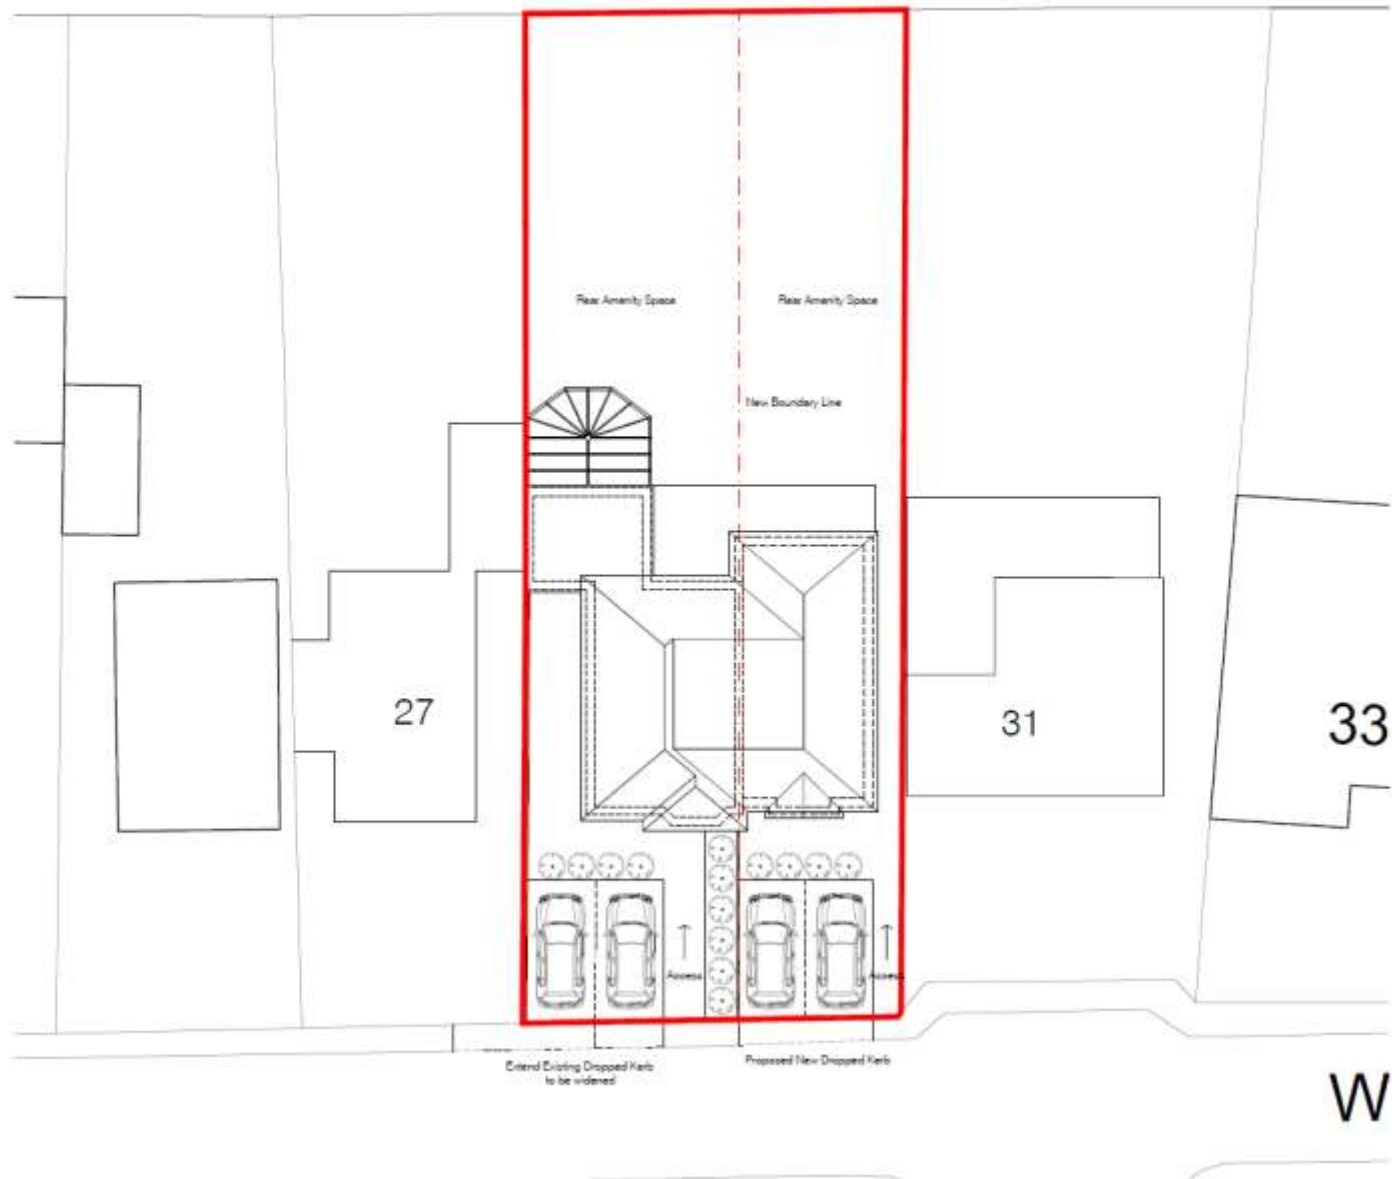 Rear Amenity Space
Rear Amenity Space
New Boundary Line
27
31
33
Access
Access
Extend Existing Dropped Kerb
to be widened
Proposed New Dropped Kerb
W